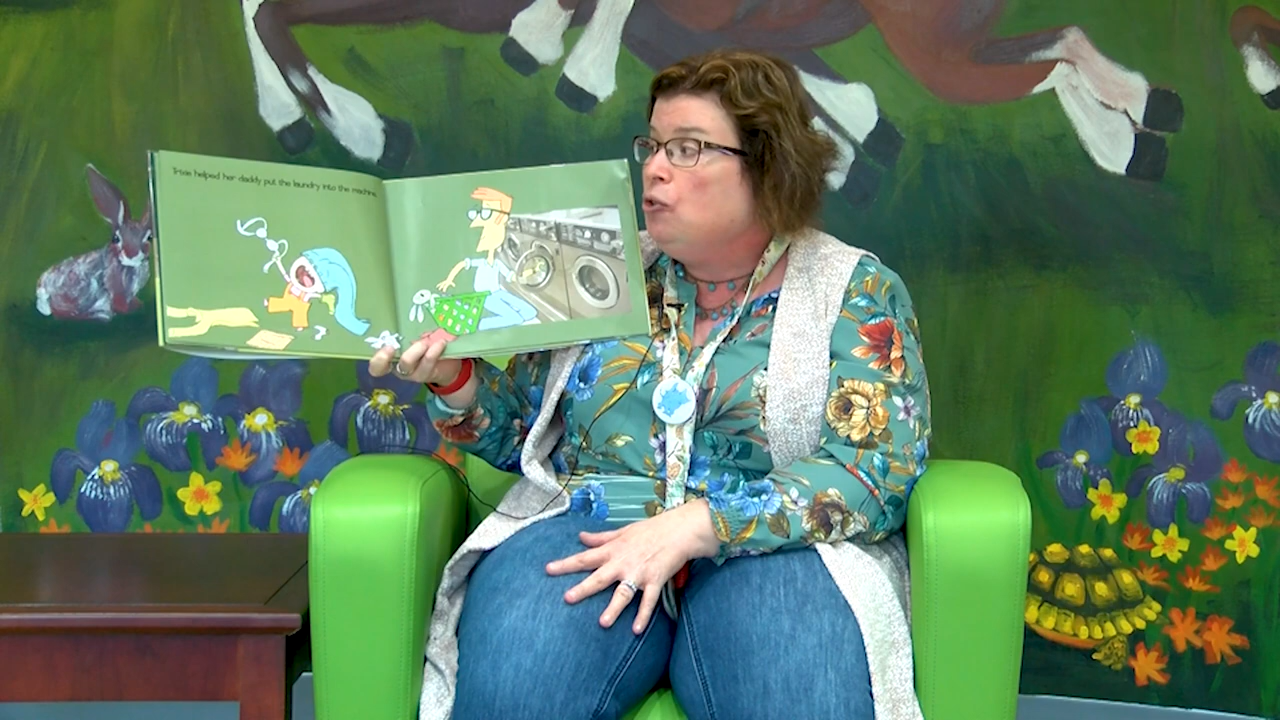 Trixie helped her daddy put the laundry into the machine.